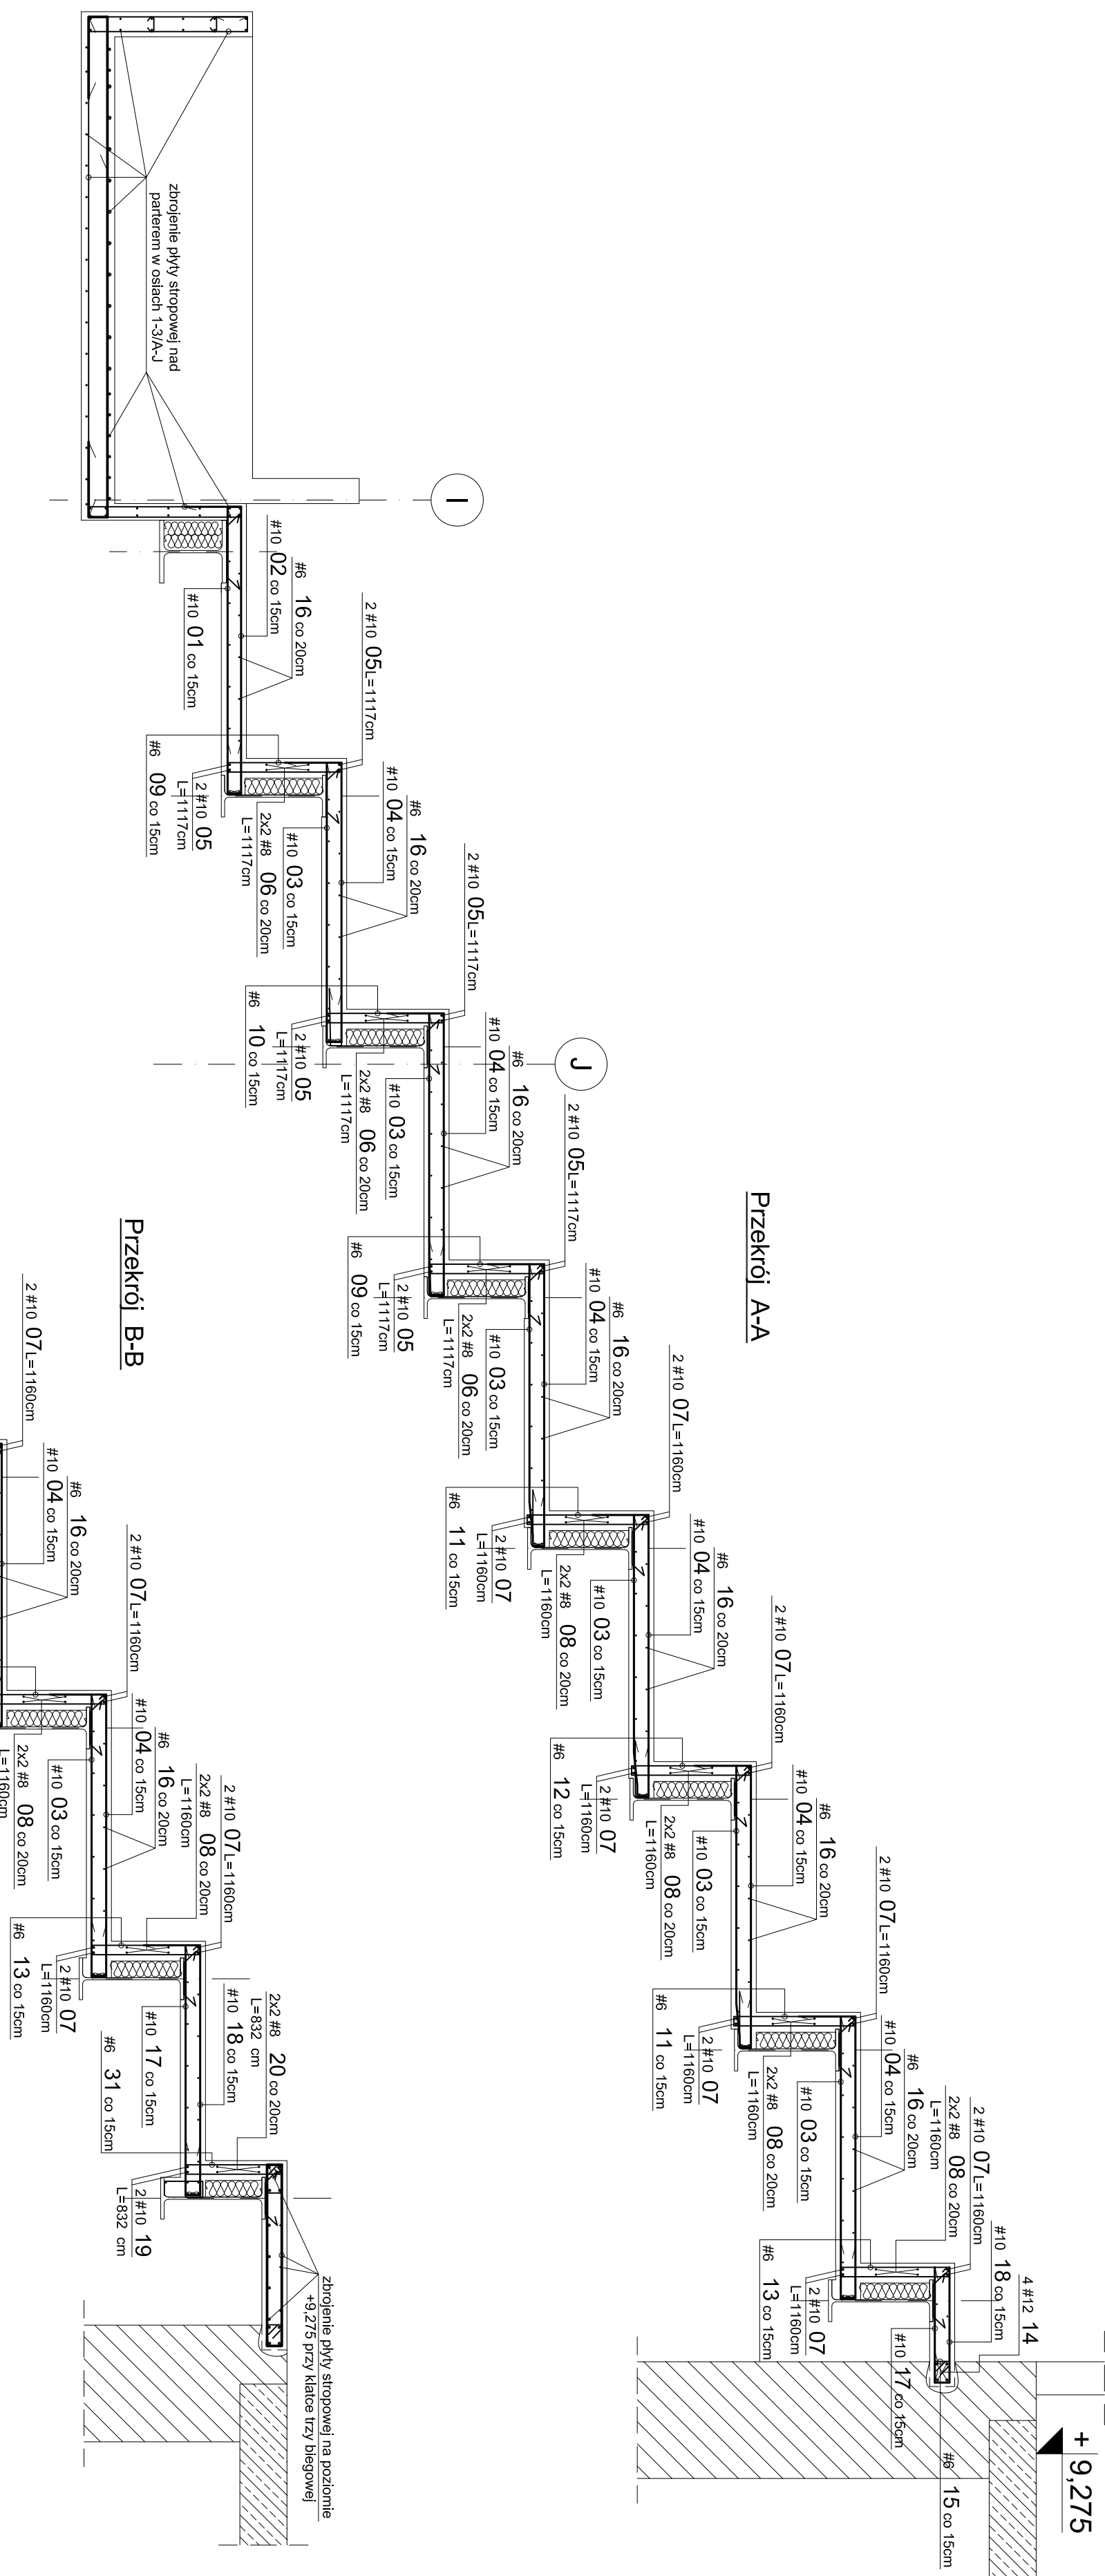 Przekrój A-A
zbrojenie płyty stropowej nad
parterem w osiach 1-3/A-J
I
#10 02 co 15cm
#6 16 co 20cm
#10 01 co 15cm
2 #10 05 L=1117cm
#6 09 co 15cm
2 #10 05
L=1117cm
#10 04 co 15cm
#6 16 co 20cm
2x2 #8 06 co 20cm
L=1117cm
#10 03 co 15cm
2 #10 05 L=1117cm
#6 10 co 15cm
2 #10 05
L=1117cm
J
#10 04 co 15cm
#6 16 co 20cm
2x2 #8 06 co 20cm
L=1117cm
#10 03 co 15cm
2 #10 05 L=1117cm
#6 09 co 15cm
2 #10 05
L=1117cm
#10 04 co 15cm
#6 16 co 20cm
2x2 #8 06 co 20cm
L=1117cm
#10 03 co 15cm
2 #10 07 L=1160cm
#6 11 co 15cm
2 #10 07
L=1160cm
#10 04 co 15cm
#6 16 co 20cm
2x2 #8 08 co 20cm
L=1160cm
#10 03 co 15cm
2 #10 07 L=1160cm
#6 12 co 15cm
2 #10 07
L=1160cm
#10 04 co 15cm
#6 16 co 20cm
2x2 #8 08 co 20cm
L=1160cm
#10 03 co 15cm
2 #10 07 L=1160cm
#6 11 co 15cm
2 #10 07
L=1160cm
#10 04 co 15cm
#6 16 co 20cm
2x2 #8 08 co 20cm
L=1160cm
#10 03 co 15cm
2 #10 07 L=1160cm
2x2 #8 08 co 20cm
L=1160cm
#6 13 co 15cm
2 #10 07
L=1160cm
#10 18 co 15cm
4 #12 14
#10 17 co 15cm
#6 15 co 15cm
+ 9,275
Przekrój B-B
2 #10 07 L=1160cm
#10 04 co 15cm
#6 16 co 20cm
2 #10 07 L=1160cm
2x2 #8 08 co 20cm
L=1160cm
#10 03 co 15cm
#10 04 co 15cm
#6 16 co 20cm
2 #10 07 L=1160cm
2x2 #8 08 co 20cm
L=1160cm
#6 13 co 15cm
2 #10 07
L=1160cm
#10 18 co 15cm
#10 17 co 15cm
2x2 #8 20 co 20cm
L=832 cm
#6 31 co 15cm
2 #10 19
L=832 cm
zbrojenie płyty stropowej na poziomie
+9,275 przy klatce trzy biegowej